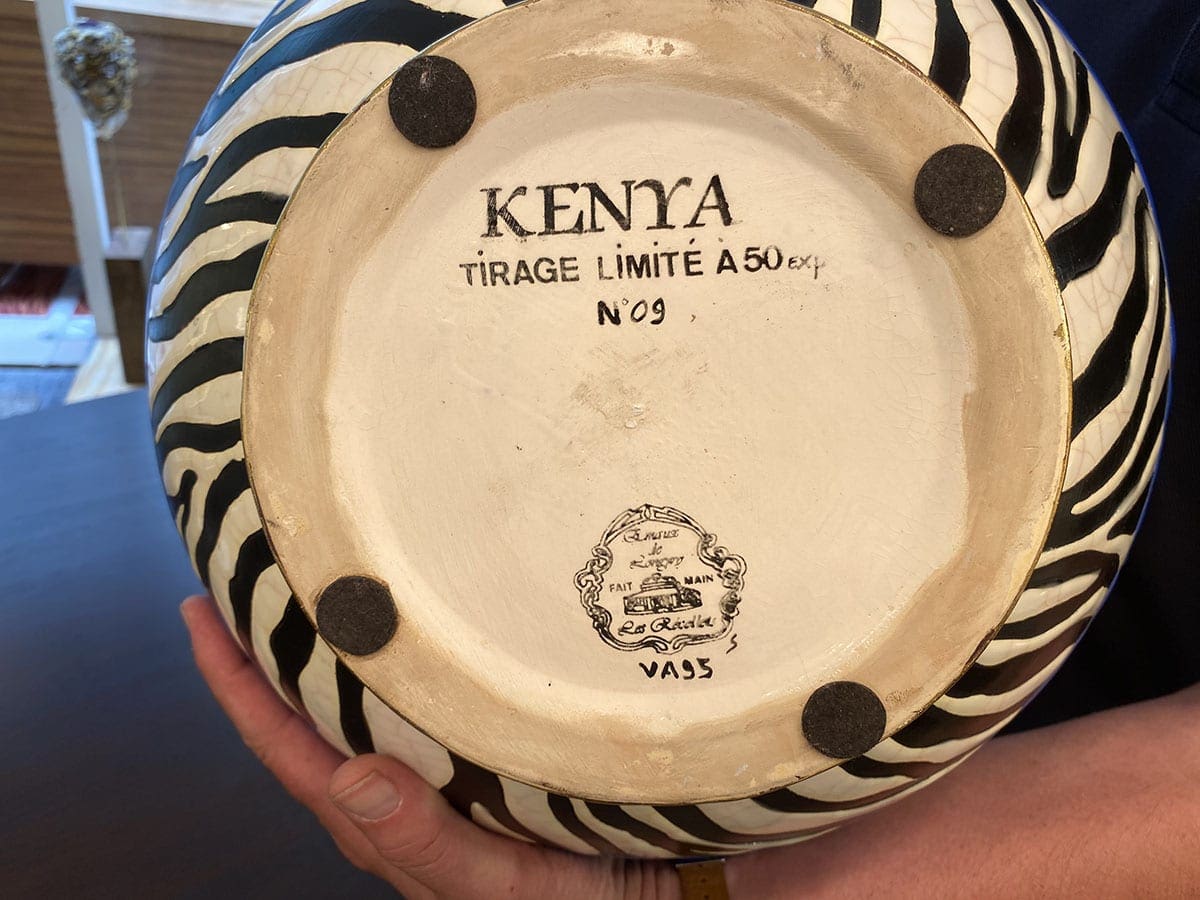 KENYA
TIRAGE LIMITÉ À 50 exp
N°09
Emaux
de
Longwy
FAIT MAIN
Les Récollets
VA95